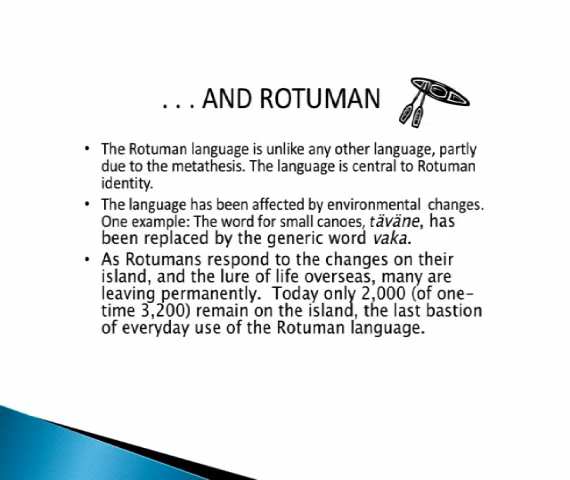 . . . AND ROTUMAN
• The Rotuman language is unlike any other language, partly
due to the metathesis. The language is central to Rotuman
identity.
• The language has been affected by environmental changes.
One example: The word for small canoes, täväne, has
been replaced by the generic word vaka.
• As Rotumans respond to the changes on their
island, and the lure of life overseas, many are
leaving permanently. Today only 2,000 (of one-
time 3,200) remain on the island, the last bastion
of everyday use of the Rotuman language.